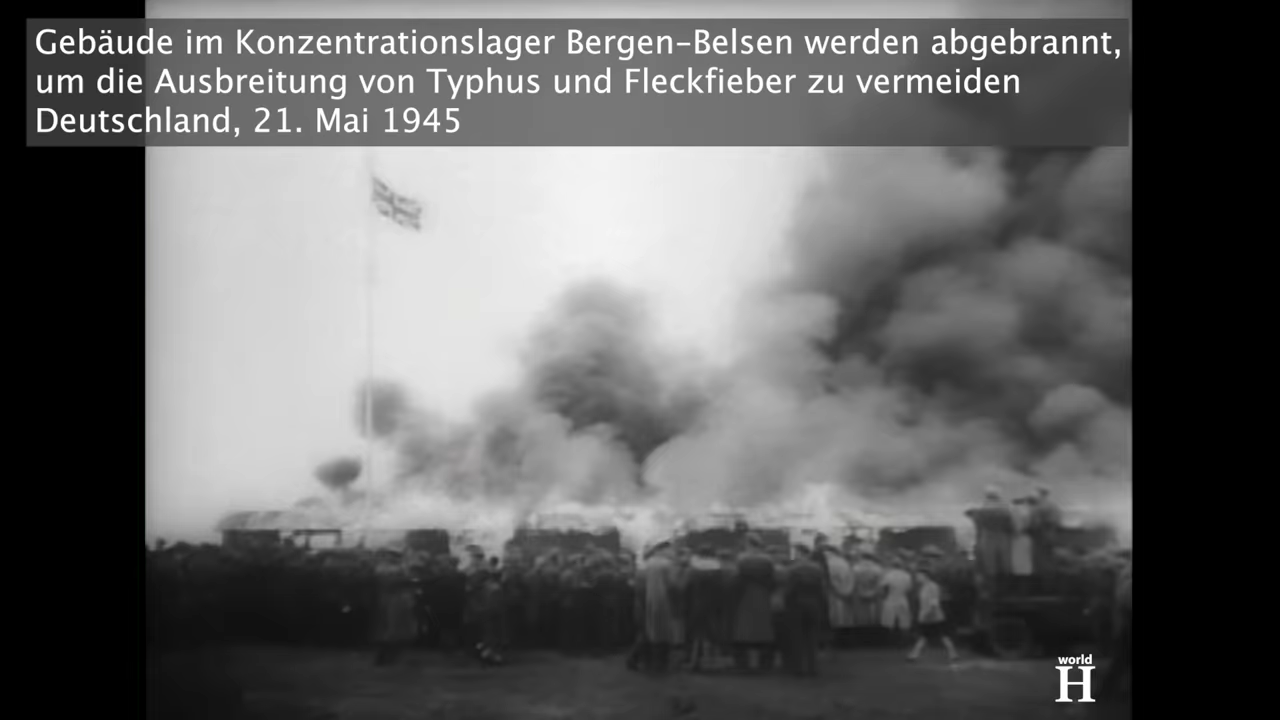 Gebäude im Konzentrationslager Bergen-Belsen werden abgebrannt,
um die Ausbreitung von Typhus und Fleckfieber zu vermeiden
Deutschland, 21. Mai 1945
world
H